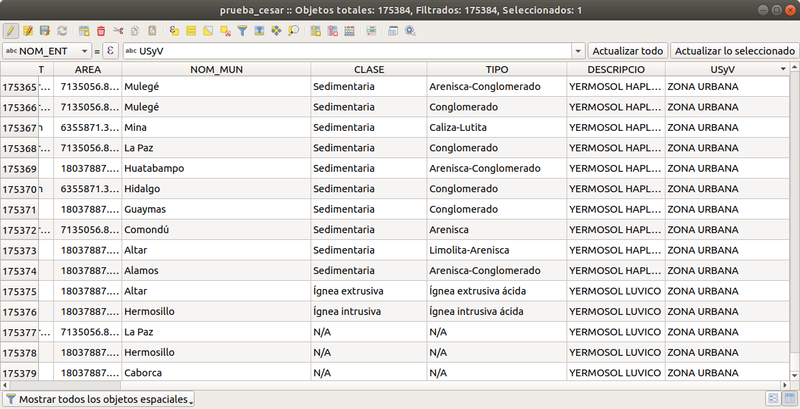 prueba_cesar :: Objetos totales: 175384, Filtrados: 175384, Seleccionados: 1
abc NOM_ENT = ε abc USyV Actualizar todo Actualizar lo seleccionado
T AREA NOM_MUN CLASE TIPO DESCRIPCIO USyV
175365 r... 7135056.8... Mulegé Sedimentaria Arenisca-Conglomerado YERMOSOL HAPL... ZONA URBANA
175366 r... 7135056.8... Mulegé Sedimentaria Conglomerado YERMOSOL HAPL... ZONA URBANA
175367 n 6355871.3... Mina Sedimentaria Caliza-Lutita YERMOSOL HAPL... ZONA URBANA
175368 r... 7135056.8... La Paz Sedimentaria Conglomerado YERMOSOL HAPL... ZONA URBANA
175369 18037887.... Huatabampo Sedimentaria Arenisca-Conglomerado YERMOSOL HAPL... ZONA URBANA
175370 n 6355871.3... Hidalgo Sedimentaria Conglomerado YERMOSOL HAPL... ZONA URBANA
175371 18037887.... Guaymas Sedimentaria Conglomerado YERMOSOL HAPL... ZONA URBANA
175372 r... 7135056.8... Comondú Sedimentaria Arenisca YERMOSOL HAPL... ZONA URBANA
175373 18037887.... Altar Sedimentaria Limolita-Arenisca YERMOSOL HAPL... ZONA URBANA
175374 18037887.... Alamos Sedimentaria Arenisca-Conglomerado YERMOSOL HAPL... ZONA URBANA
175375 18037887.... Altar Ígnea extrusiva Ígnea extrusiva ácida YERMOSOL LUVICO ZONA URBANA
175376 18037887.... Hermosillo Ígnea intrusiva Ígnea intrusiva ácida YERMOSOL LUVICO ZONA URBANA
175377 r... 7135056.8... La Paz N/A N/A YERMOSOL LUVICO ZONA URBANA
175378 18037887.... Hermosillo N/A N/A YERMOSOL LUVICO ZONA URBANA
175379 18037887.... Caborca N/A N/A YERMOSOL LUVICO ZONA URBANA
Mostrar todos los objetos espaciales